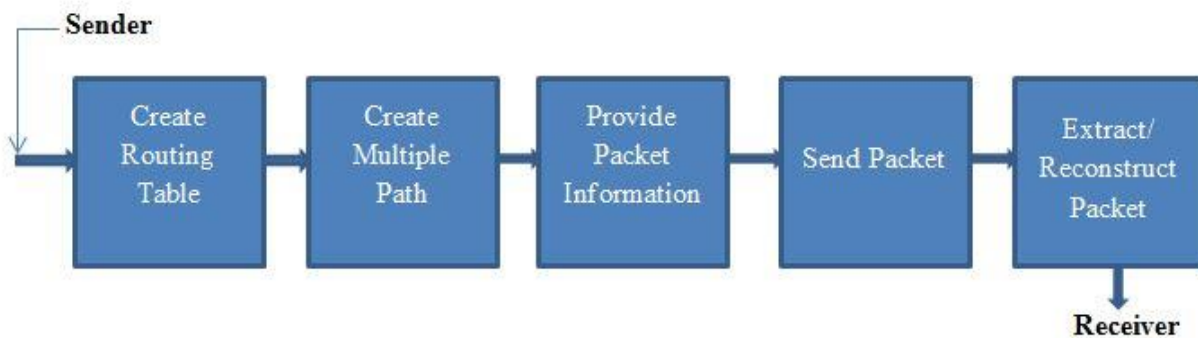 Sender
Create
Routing
Table
Create
Multiple
Path
Provide
Packet
Information
Send Packet
Extract/
Reconstruct
Packet
Receiver